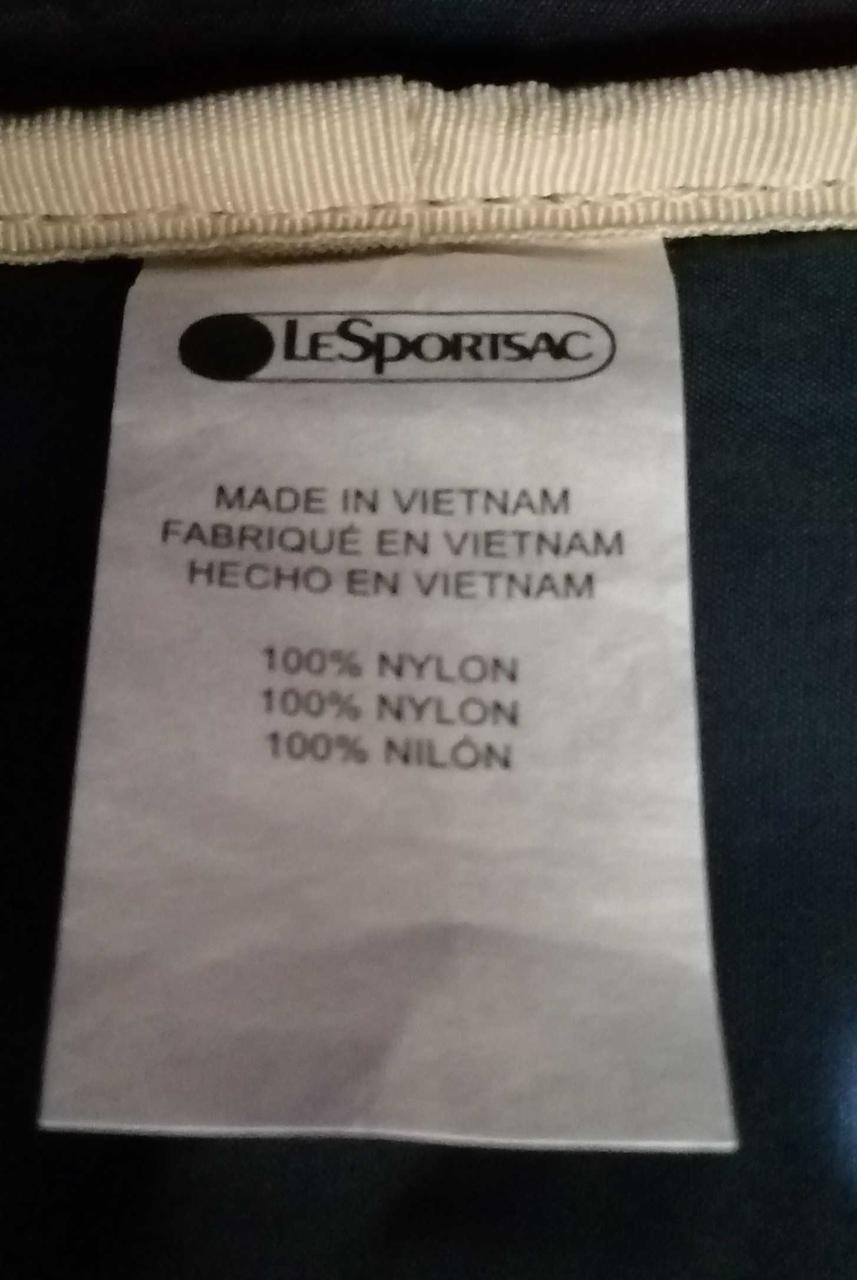 LESPORTSAC
MADE IN VIETNAM
FABRIQUÉ EN VIETNAM
HECHO EN VIETNAM
100% NYLON
100% NYLON
100% NILÓN